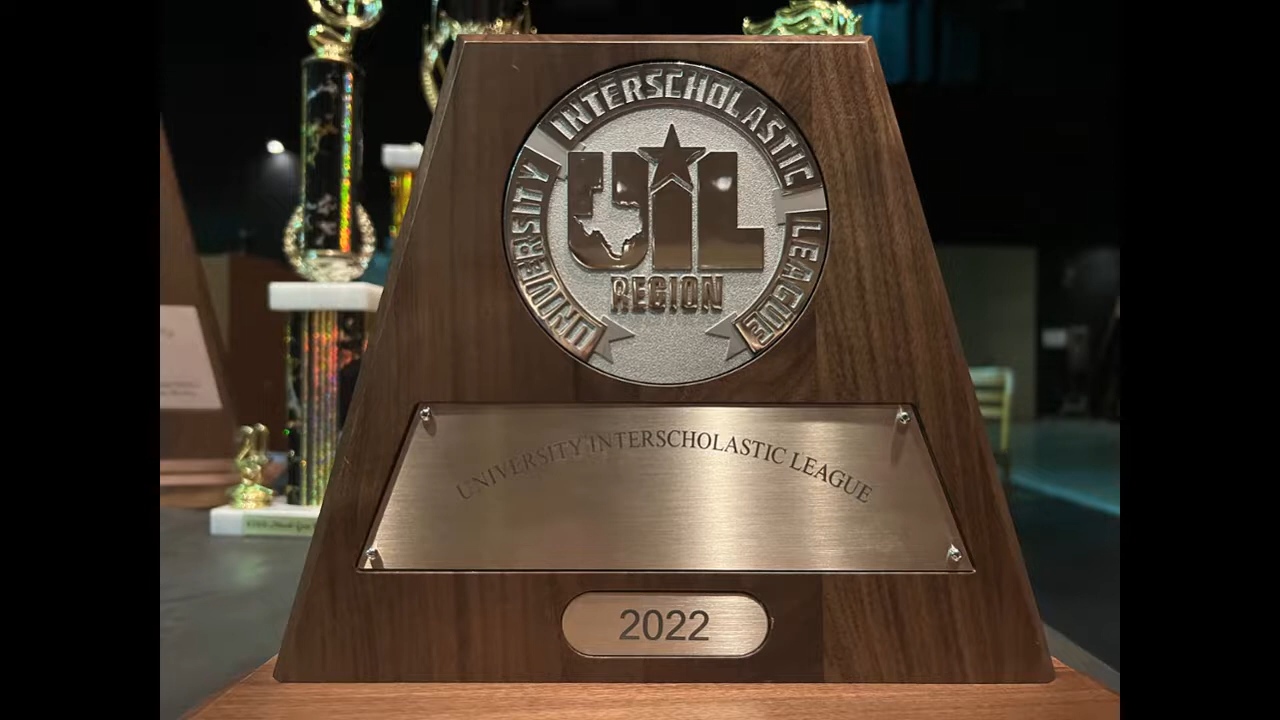 UNIVERSITY INTERSCHOLASTIC LEAGUE
UIL
REGION
UNIVERSITY INTERSCHOLASTIC LEAGUE
2022